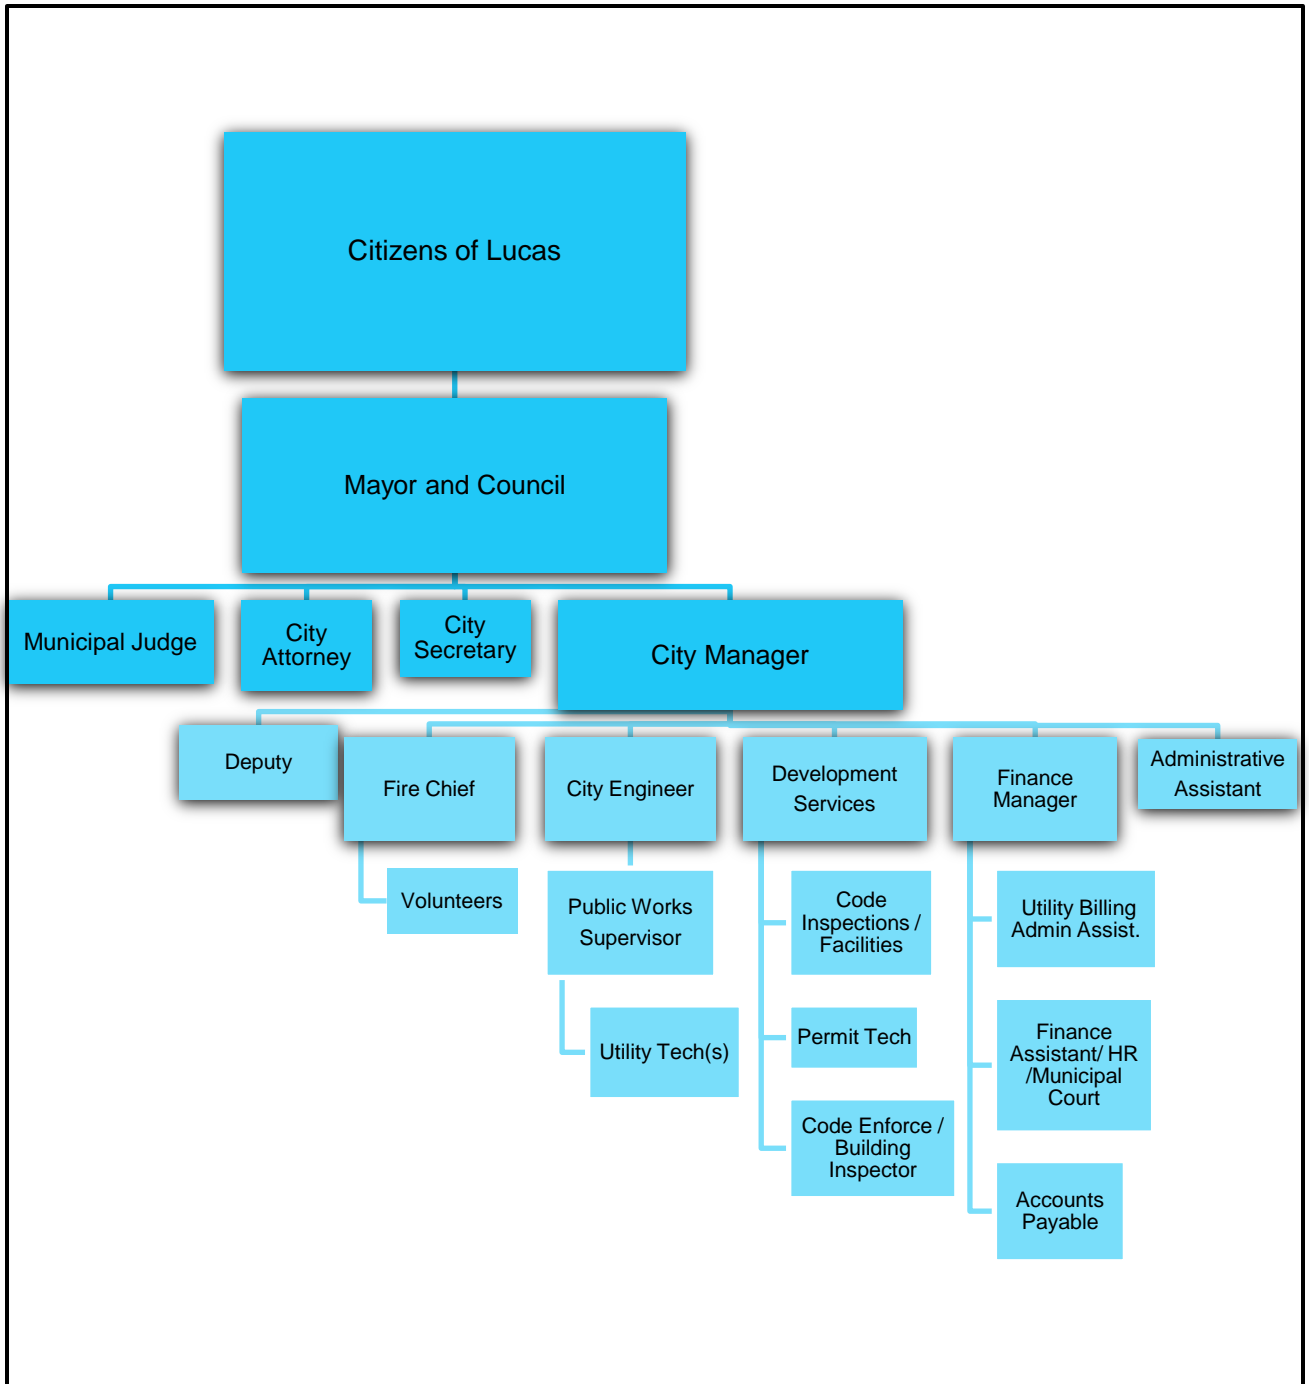 Citizens of Lucas
Mayor and Council
Municipal Judge
City
Attorney
City
Secretary
City Manager
Deputy
Fire Chief
City Engineer
Development
Services
Finance
Manager
Administrative
Assistant
Volunteers
Public Works
Supervisor
Utility Tech(s)
Code
Inspections /
Facilities
Permit Tech
Code Enforce /
Building
Inspector
Utility Billing
Admin Assist.
Finance
Assistant/ HR
/Municipal
Court
Accounts
Payable